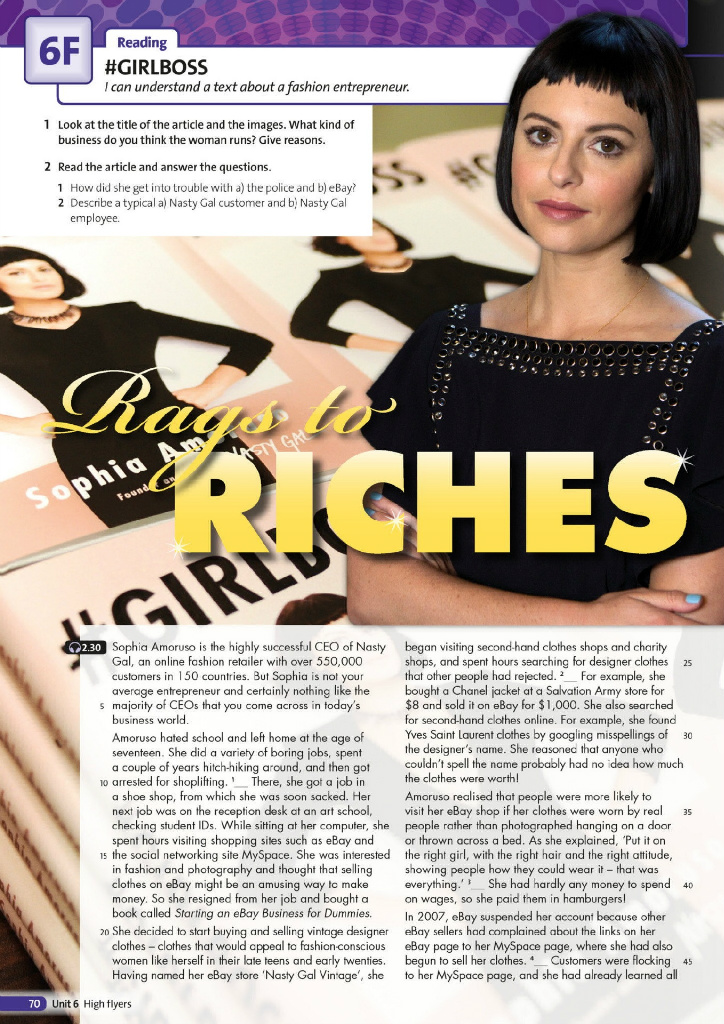 6F
Reading
#GIRLBOSS
I can understand a text about a fashion entrepreneur.
1 Look at the title of the article and the images. What kind of
business do you think the woman runs? Give reasons.
2 Read the article and answer the questions.
1 How did she get into trouble with a) the police and b) eBay?
2 Describe a typical a) Nasty Gal customer and b) Nasty Gal
employee.
Rags to
RICHES
Sophia Am
Found
NASTY GAL
#GIRLBO
2.30 Sophia Amoruso is the highly successful CEO of Nasty
Gal, an online fashion retailer with over 550,000
customers in 150 countries. But Sophia is not your
average entrepreneur and certainly nothing like the
5 majority of CEOs that you come across in today's
business world.
Amoruso hated school and left home at the age of
seventeen. She did a variety of boring jobs, spent
a couple of years hitch-hiking around, and then got
10 arrested for shoplifting. 1__ There, she got a job in
a shoe shop, from which she was soon sacked. Her
next job was on the reception desk at an art school,
checking student IDs. While sitting at her computer, she
spent hours visiting shopping sites such as eBay and
15 the social networking site MySpace. She was interested
in fashion and photography and thought that selling
clothes on eBay might be an amusing way to make
money. So she resigned from her job and bought a
book called Starting an eBay Business for Dummies.
20 She decided to start buying and selling vintage designer
clothes – clothes that would appeal to fashion-conscious
women like herself in their late teens and early twenties.
Having named her eBay store 'Nasty Gal Vintage', she
began visiting second-hand clothes shops and charity
shops, and spent hours searching for designer clothes 25
that other people had rejected. 2__ For example, she
bought a Chanel jacket at a Salvation Army store for
$8 and sold it on eBay for $1,000. She also searched
for second-hand clothes online. For example, she found
Yves Saint Laurent clothes by googling misspellings of 30
the designer's name. She reasoned that anyone who
couldn't spell the name probably had no idea how much
the clothes were worth!
Amoruso realised that people were more likely to
visit her eBay shop if her clothes were worn by real 35
people rather than photographed hanging on a door
or thrown across a bed. As she explained, 'Put it on
the right girl, with the right hair and the right attitude,
showing people how they could wear it – that was
everything.' 3__ She had hardly any money to spend 40
on wages, so she paid them in hamburgers!
In 2007, eBay suspended her account because other
eBay sellers had complained about the links on her
eBay page to her MySpace page, where she had also
begun to sell her clothes. 4__ Customers were flocking 45
to her MySpace page, and she had already learned all
70 Unit 6 High flyers